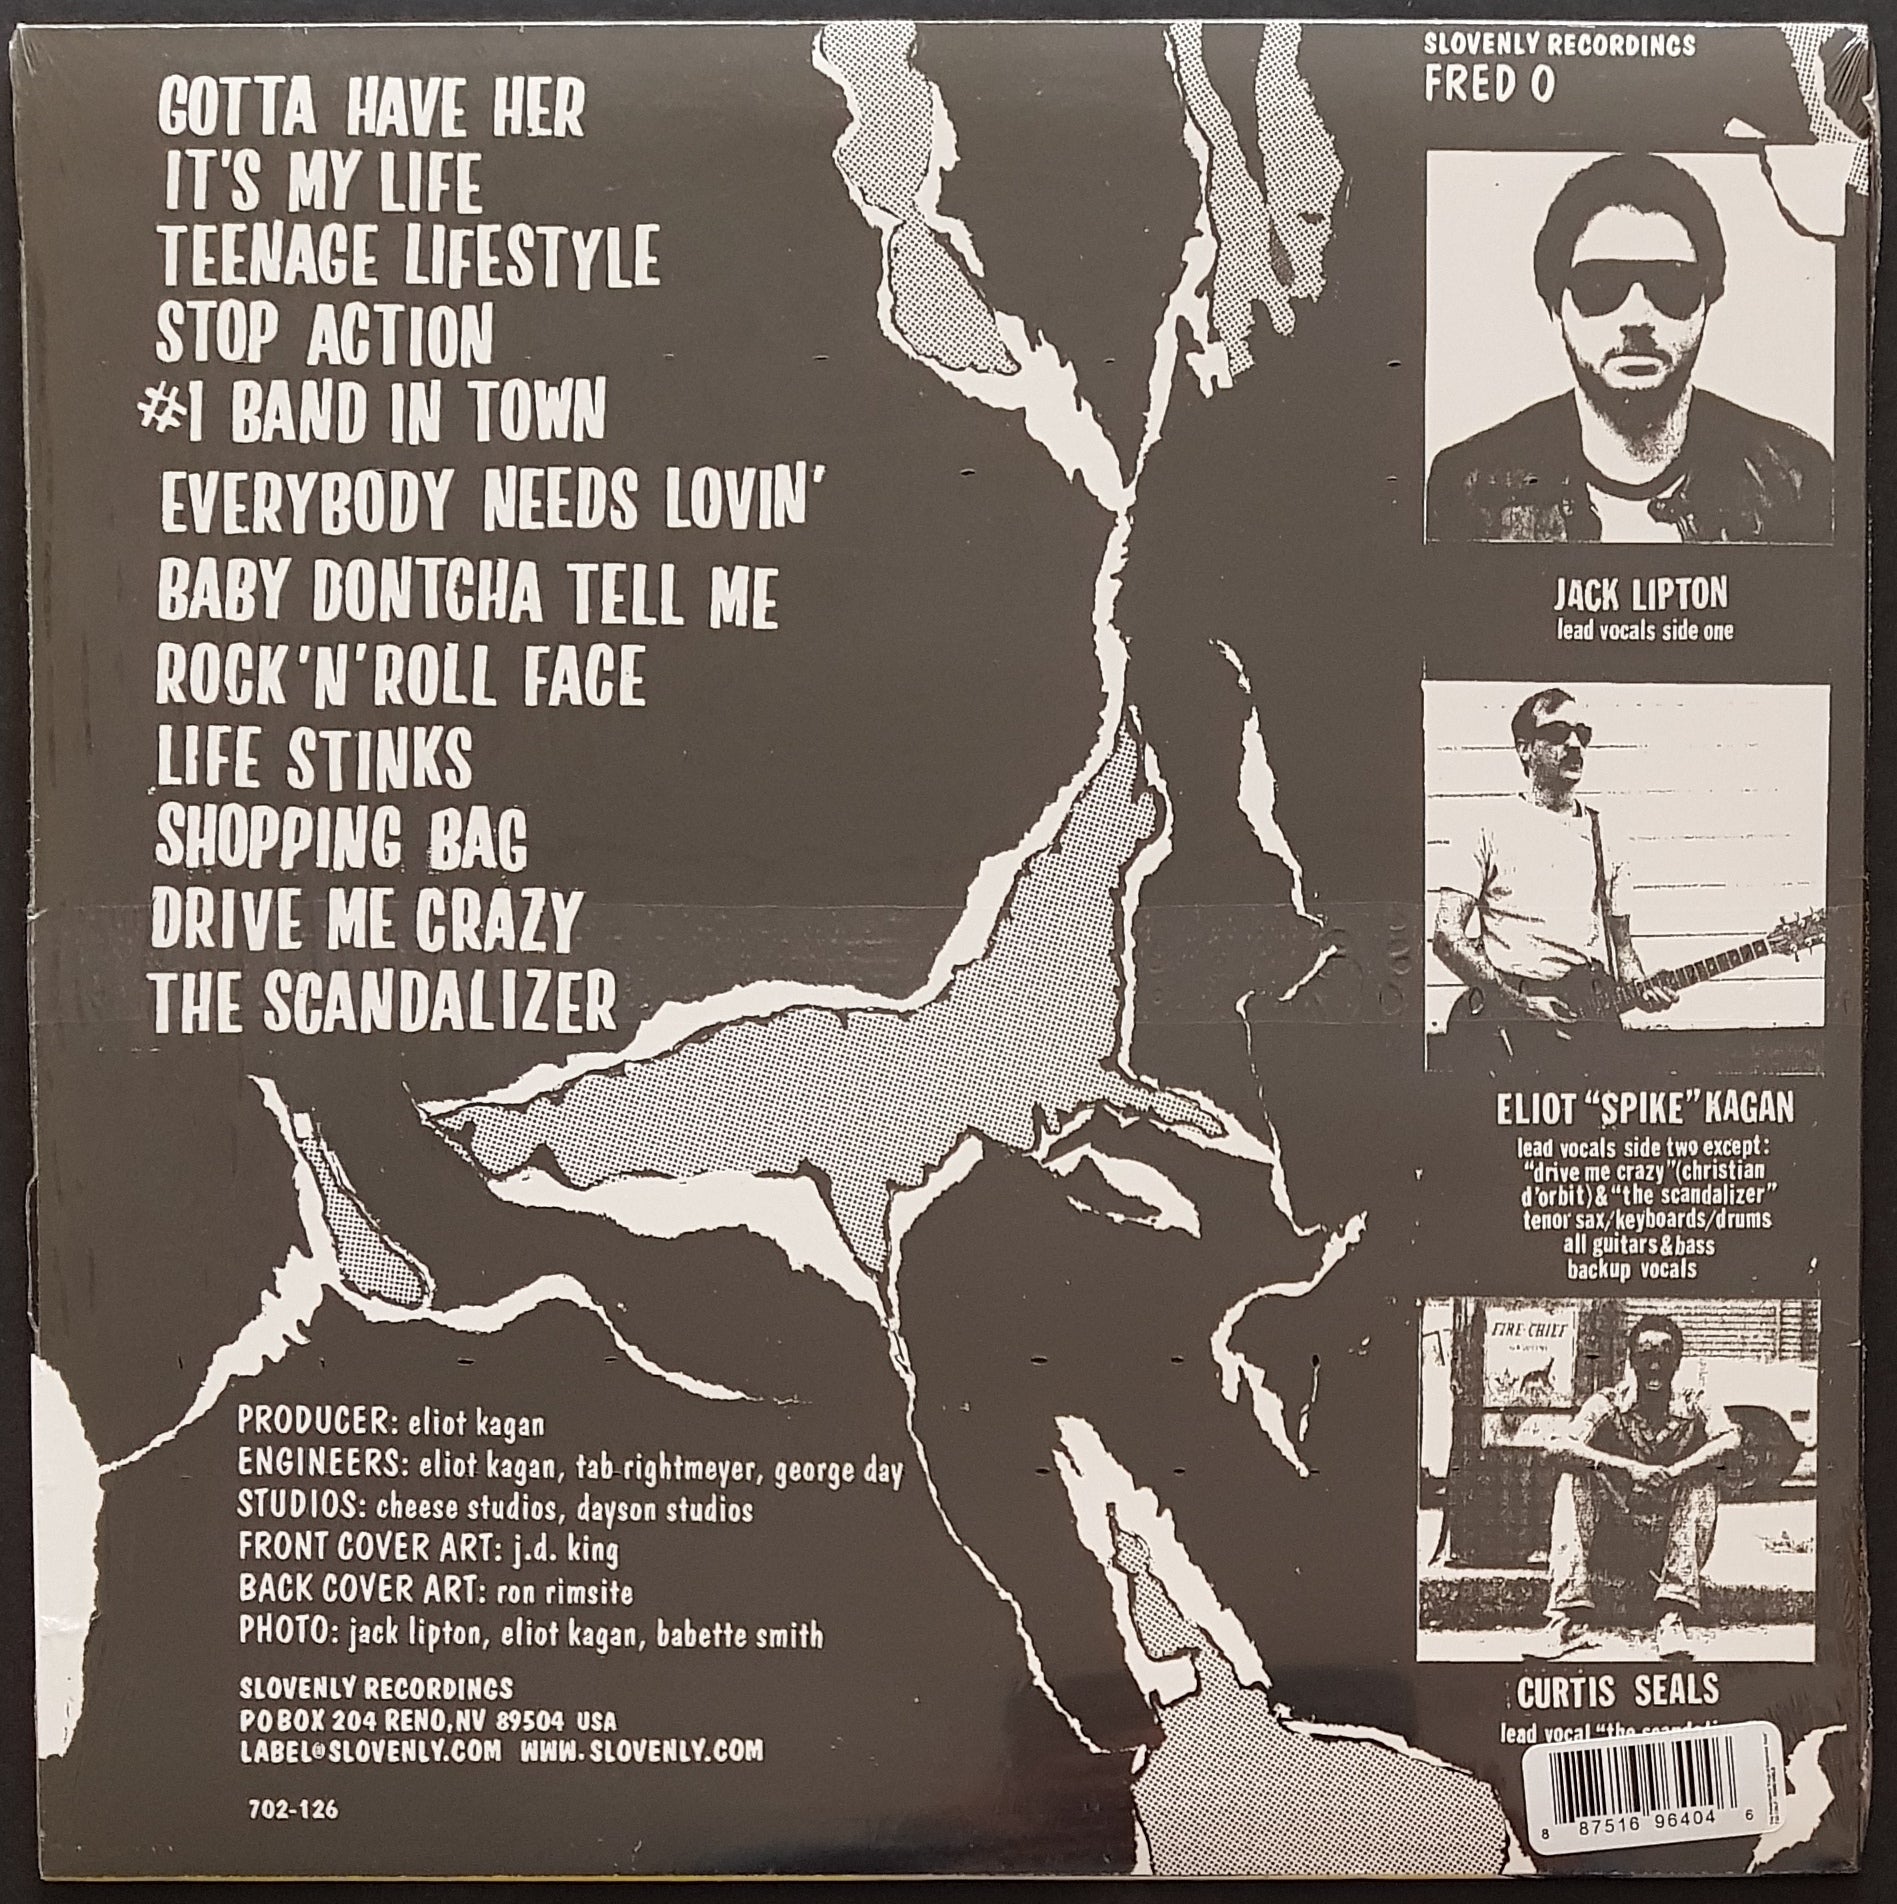 GOTTA HAVE HER
IT'S MY LIFE
TEENAGE LIFESTYLE
STOP ACTION
#1 BAND IN TOWN
EVERYBODY NEEDS LOVIN'
BABY DONTCHA TELL ME
ROCK'N'ROLL FACE
LIFE STINKS
SHOPPING BAG
DRIVE ME CRAZY
THE SCANDALIZER
PRODUCER: eliot kagan
ENGINEERS: eliot kagan, tab rightmeyer, george day
STUDIOS: cheese studios, dayson studios
FRONT COVER ART: j.d. king
BACK COVER ART: ron rimsite
PHOTO: jack lipton, eliot kagan, babette smith
SLOVENLY RECORDINGS
PO BOX 204 RENO, NV 89504 USA
LABEL@SLOVENLY.COM WWW.SLOVENLY.COM
702-126
SLOVENLY RECORDINGS
FRED O
JACK LIPTON
lead vocals side one
ELIOT "SPIKE" KAGAN
lead vocals side two except:
"drive me crazy"(christian
d'orbit)&"the scandalizer"
tenor sax/keyboards/drums
all guitars&bass
backup vocals
FIRE-CHIEF
CURTIS SEALS
lead vocal "the
8 87516 96404 6